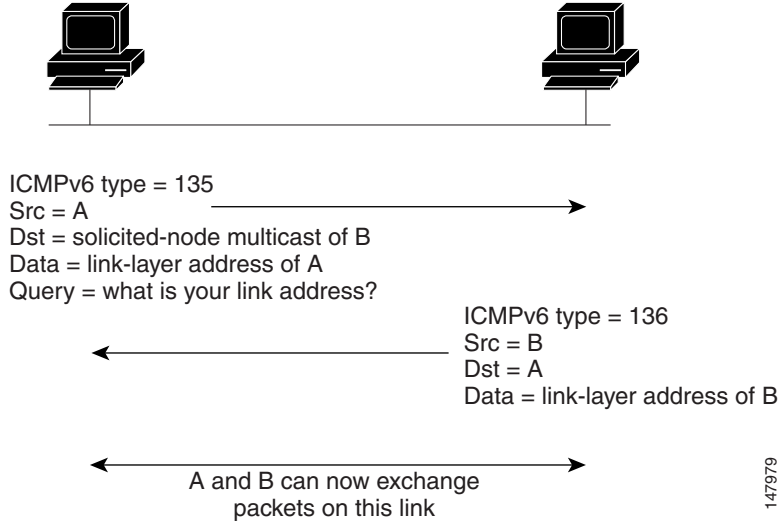 ICMPv6 type = 135
Src = A
Dst = solicited-node multicast of B
Data = link-layer address of A
Query = what is your link address?
ICMPv6 type = 136
Src = B
Dst = A
Data = link-layer address of B
A and B can now exchange
packets on this link
147979